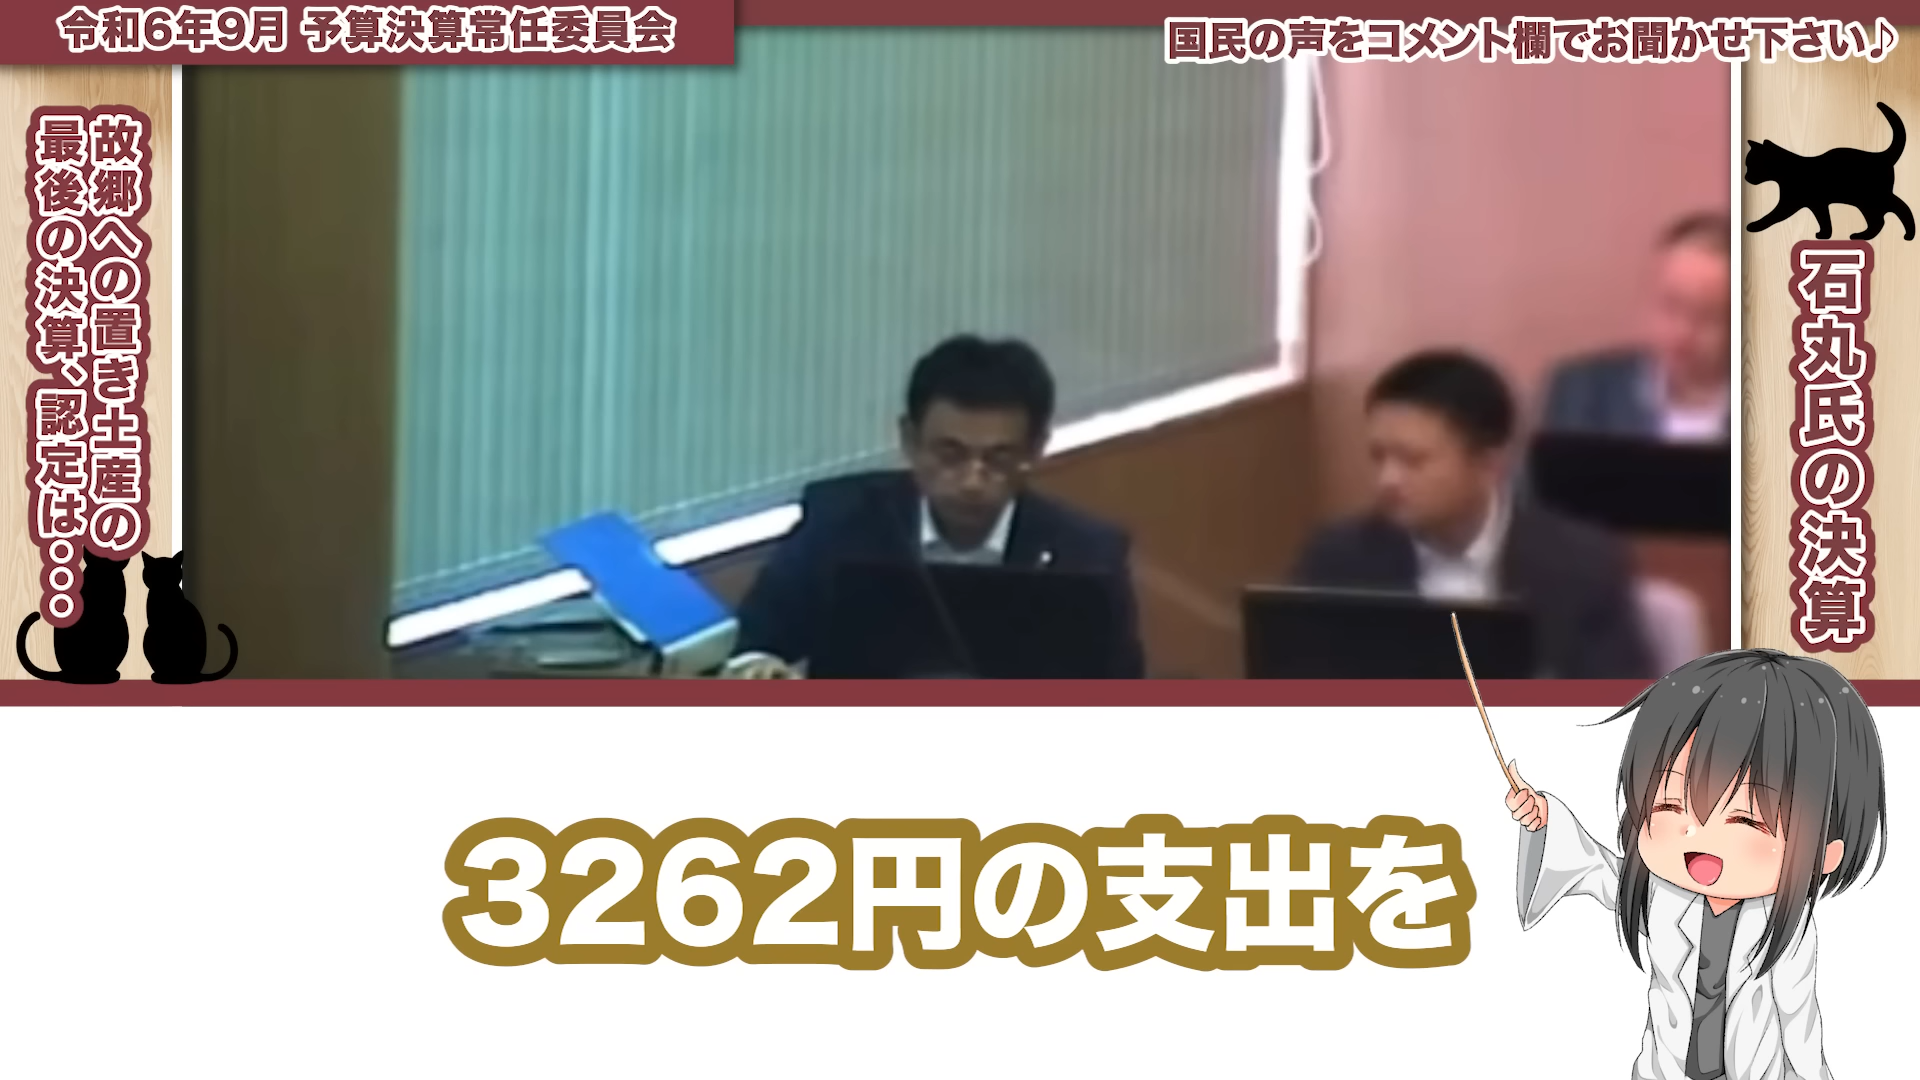 令和6年9月 予算決算常任委員会
国民の声をコメント欄でお聞かせ下さい♪
故郷への置き土産の
最後の決算、認定は・・・。
石丸氏の決算
3262円の支出を